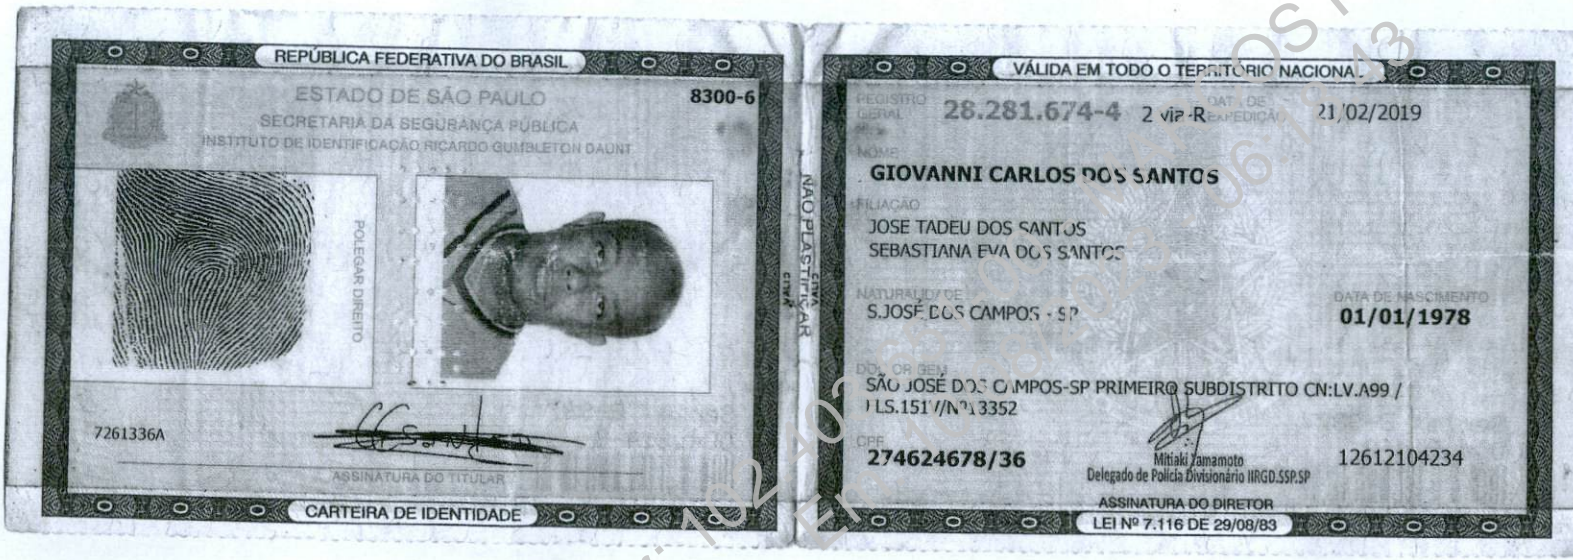 REPÚBLICA FEDERATIVA DO BRASIL
ESTADO DE SÃO PAULO
8300-6
SECRETARIA DA SEGURANÇA PÚBLICA
INSTITUTO DE IDENTIFICAÇÃO RICARDO GUMBLETON DAUNT
POLEGAR DIREITO
7261336A
ASSINATURA DO TITULAR
CARTEIRA DE IDENTIDADE
NÃO PLASTIFICAR
VÁLIDA EM TODO O TERRITÓRIO NACIONAL
REGISTRO GERAL 28.281.674-4 2 via-R DATA DE EXPEDIÇÃO 21/02/2019
NOME
GIOVANNI CARLOS DOS SANTOS
FILIAÇÃO
JOSE TADEU DOS SANTOS
SEBASTIANA EVA DOS SANTOS
NATURALIDADE DATA DE NASCIMENTO
S.JOSÉ DOS CAMPOS - SP 01/01/1978
DOC ORIGEM
SÃO JOSÉ DOS CAMPOS-SP PRIMEIRO SUBDISTRITO CN:LV.A99 /
CPF
274624678/36
Mitiaki Yamamoto
12612104234
Delegado de Polícia Divisionário IIRGD.SSP.SP
ASSINATURA DO DIRETOR
LEI Nº 7.116 DE 29/08/83